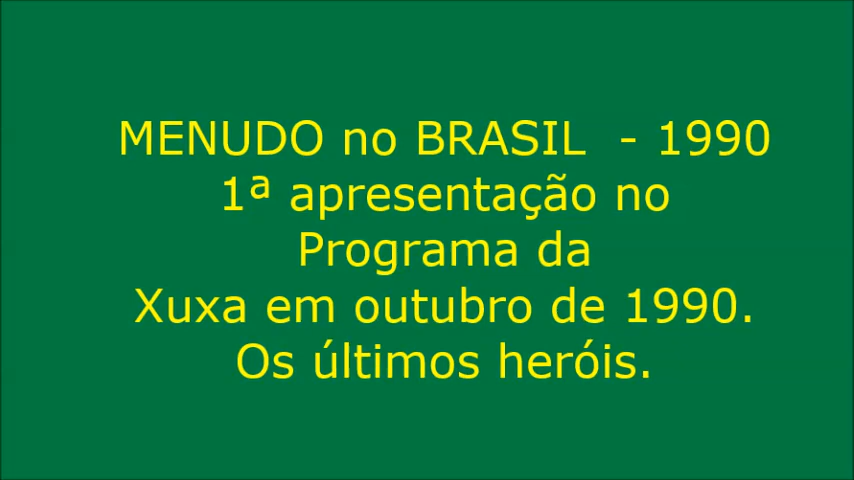 MENUDO no BRASIL  - 1990
1ª apresentação no
Programa da
Xuxa em outubro de 1990.
Os últimos heróis.